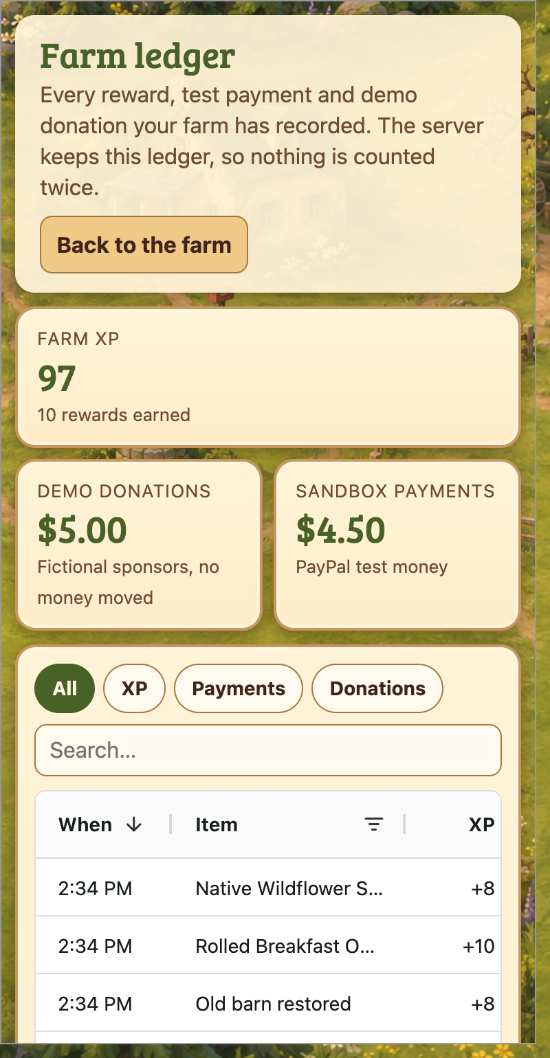 Farm ledger
Every reward, test payment and demo
donation your farm has recorded. The server
keeps this ledger, so nothing is counted
twice.
Back to the farm
FARM XP
97
10 rewards earned
DEMO DONATIONS
$5.00
Fictional sponsors, no
money moved
SANDBOX PAYMENTS
$4.50
PayPal test money
All XP Payments Donations
Search...
When Item XP
2:34 PM Native Wildflower S... +8
2:34 PM Rolled Breakfast O... +10
2:34 PM Old barn restored +8